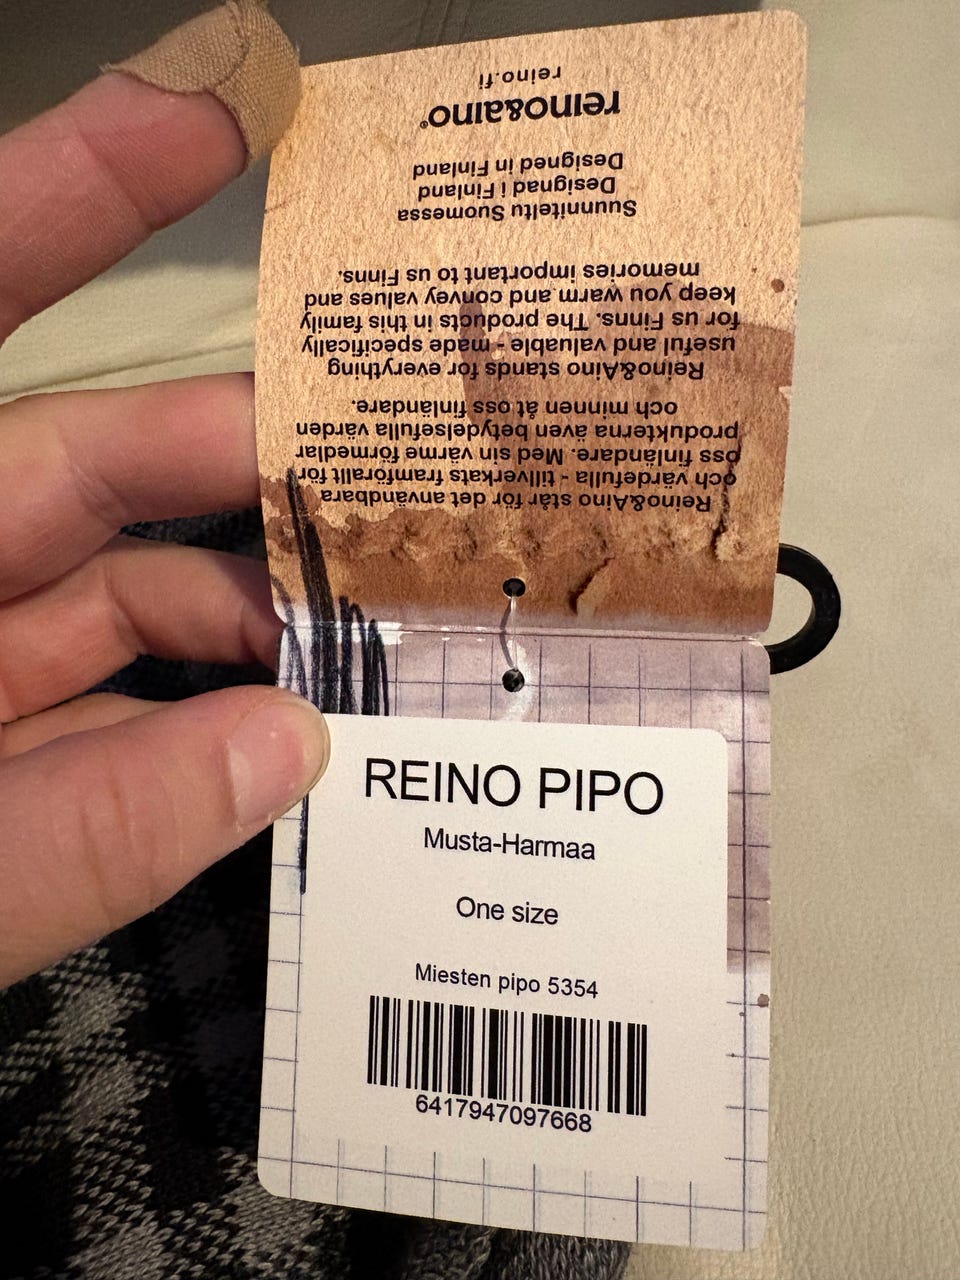 Reino&Aino står för det användbara
och värdefulla - tillverkats framförallt för
oss finländare. Med sin värme förmedlar
produkterna även betydelsefulla värden
och minnen åt oss finländare.
Reino&Aino stands for everything
useful and valuable - made specifically
for us Finns. The products in this family
keep you warm and convey values and
memories important to us Finns.
Suunniteltu Suomessa
Designad i Finland
Designed in Finland
reino&aino®
reino.fi
REINO PIPO
Musta-Harmaa
One size
Miesten pipo 5354
6417947097668